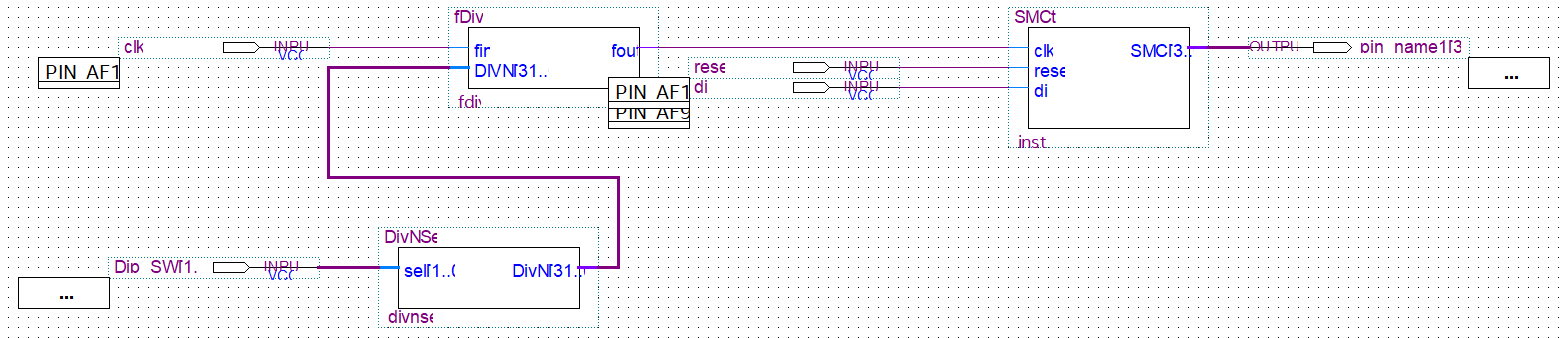 fDiv
SMCt
clk
INPU
VCC
fin
fout
DIVN[31..
clk
SMC[3..
OUTPU
pin_name1[3
PIN_AF1
rese
INPU
VCC
rese
di
INPU
VCC
di
...
fdiv
PIN_AF1
PIN_AF9
inst
DivNSe
Dip_SW[1.
INPU
VCC
sel[1..0
DivN[31..
...
divnse